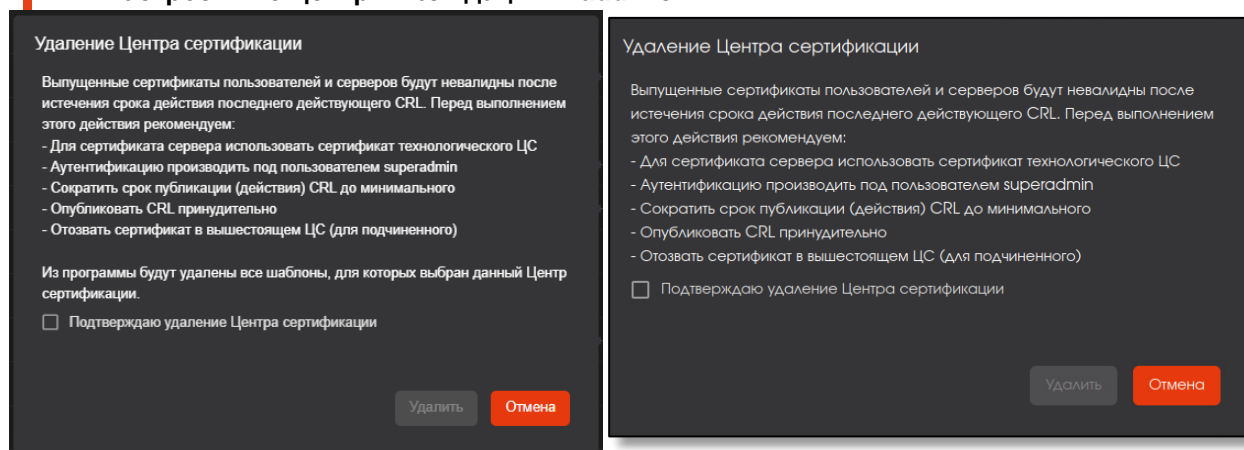 Удаление Центра сертификации
Выпущенные сертификаты пользователей и серверов будут невалидны после
истечения срока действия последнего действующего CRL. Перед выполнением
этого действия рекомендуем:
- Для сертификата сервера использовать сертификат технологического ЦС
- Аутентификацию производить под пользователем superadmin
- Сократить срок публикации (действия) CRL до минимального
- Опубликовать CRL принудительно
- Отозвать сертификат в вышестоящем ЦС (для подчиненного)
Из программы будут удалены все шаблоны, для которых выбран данный Центр
сертификации.
Подтверждаю удаление Центра сертификации
Удалить
Отмена
Удаление Центра сертификации
Выпущенные сертификаты пользователей и серверов будут невалидны после
истечения срока действия последнего действующего CRL. Перед выполнением
этого действия рекомендуем:
- Для сертификата сервера использовать сертификат технологического ЦС
- Аутентификацию производить под пользователем superadmin
- Сократить срок публикации (действия) CRL до минимального
- Опубликовать CRL принудительно
- Отозвать сертификат в вышестоящем ЦС (для подчиненного)
Подтверждаю удаление Центра сертификации
Удалить
Отмена